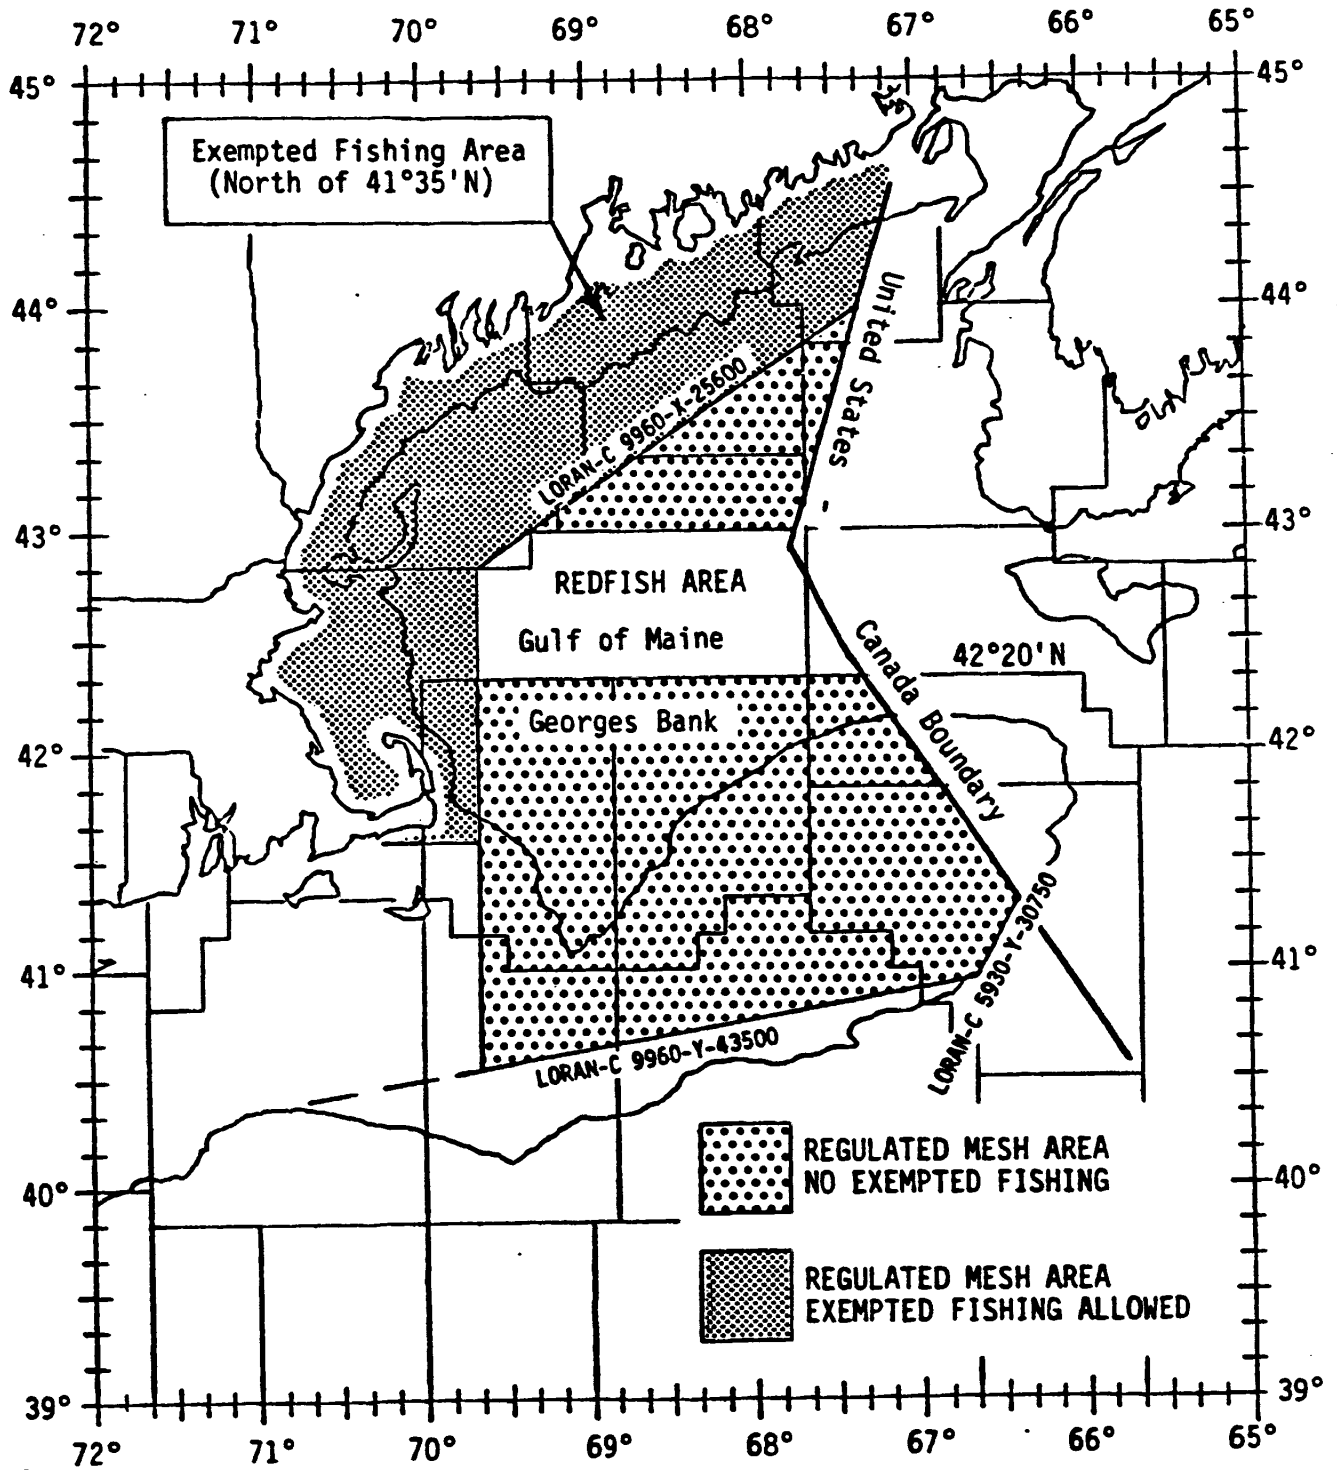 72° 71° 70° 69° 68° 67° 66° 65°
45° 45°
Exempted Fishing Area
(North of 41°35'N)
44° 44°
United States -
LORAN-C 9960-X-25600
43° 43°
REDFISH AREA
Gulf of Maine
Canada Boundary
42°20'N
Georges Bank
42° 42°
41° 41°
LORAN-C 5930-Y-30750
LORAN-C 9960-Y-43500
REGULATED MESH AREA
NO EXEMPTED FISHING
40° 40°
REGULATED MESH AREA
EXEMPTED FISHING ALLOWED
39° 39°
72° 71° 70° 69° 68° 67° 66° 65°